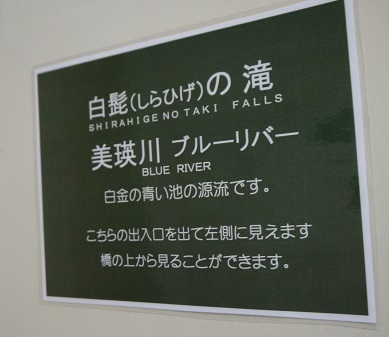 白髭(しらひげ)の滝
SHIRAHIGE NO TAKI FALLS
美瑛川 ブルーリバー
BLUE RIVER
白金の青い池の源流です。
こちらの出入口を出て左側に見えます
橋の上から見ることができます。